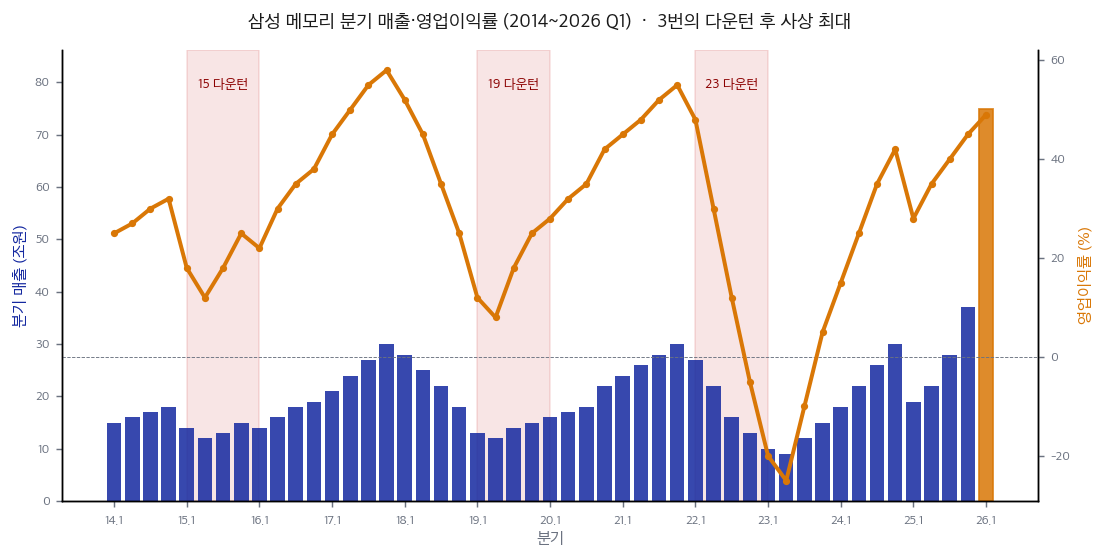 삼성 메모리 분기 매출·영업이익률 (2014~2026 Q1) · 3번의 다운턴 후 사상 최대
15 다운턴
19 다운턴
23 다운턴
분기 매출 (조원)
80
70
60
50
40
30
20
10
0
영업이익률 (%)
60
40
20
0
-20
14.1 15.1 16.1 17.1 18.1 19.1 20.1 21.1 22.1 23.1 24.1 25.1 26.1
분기